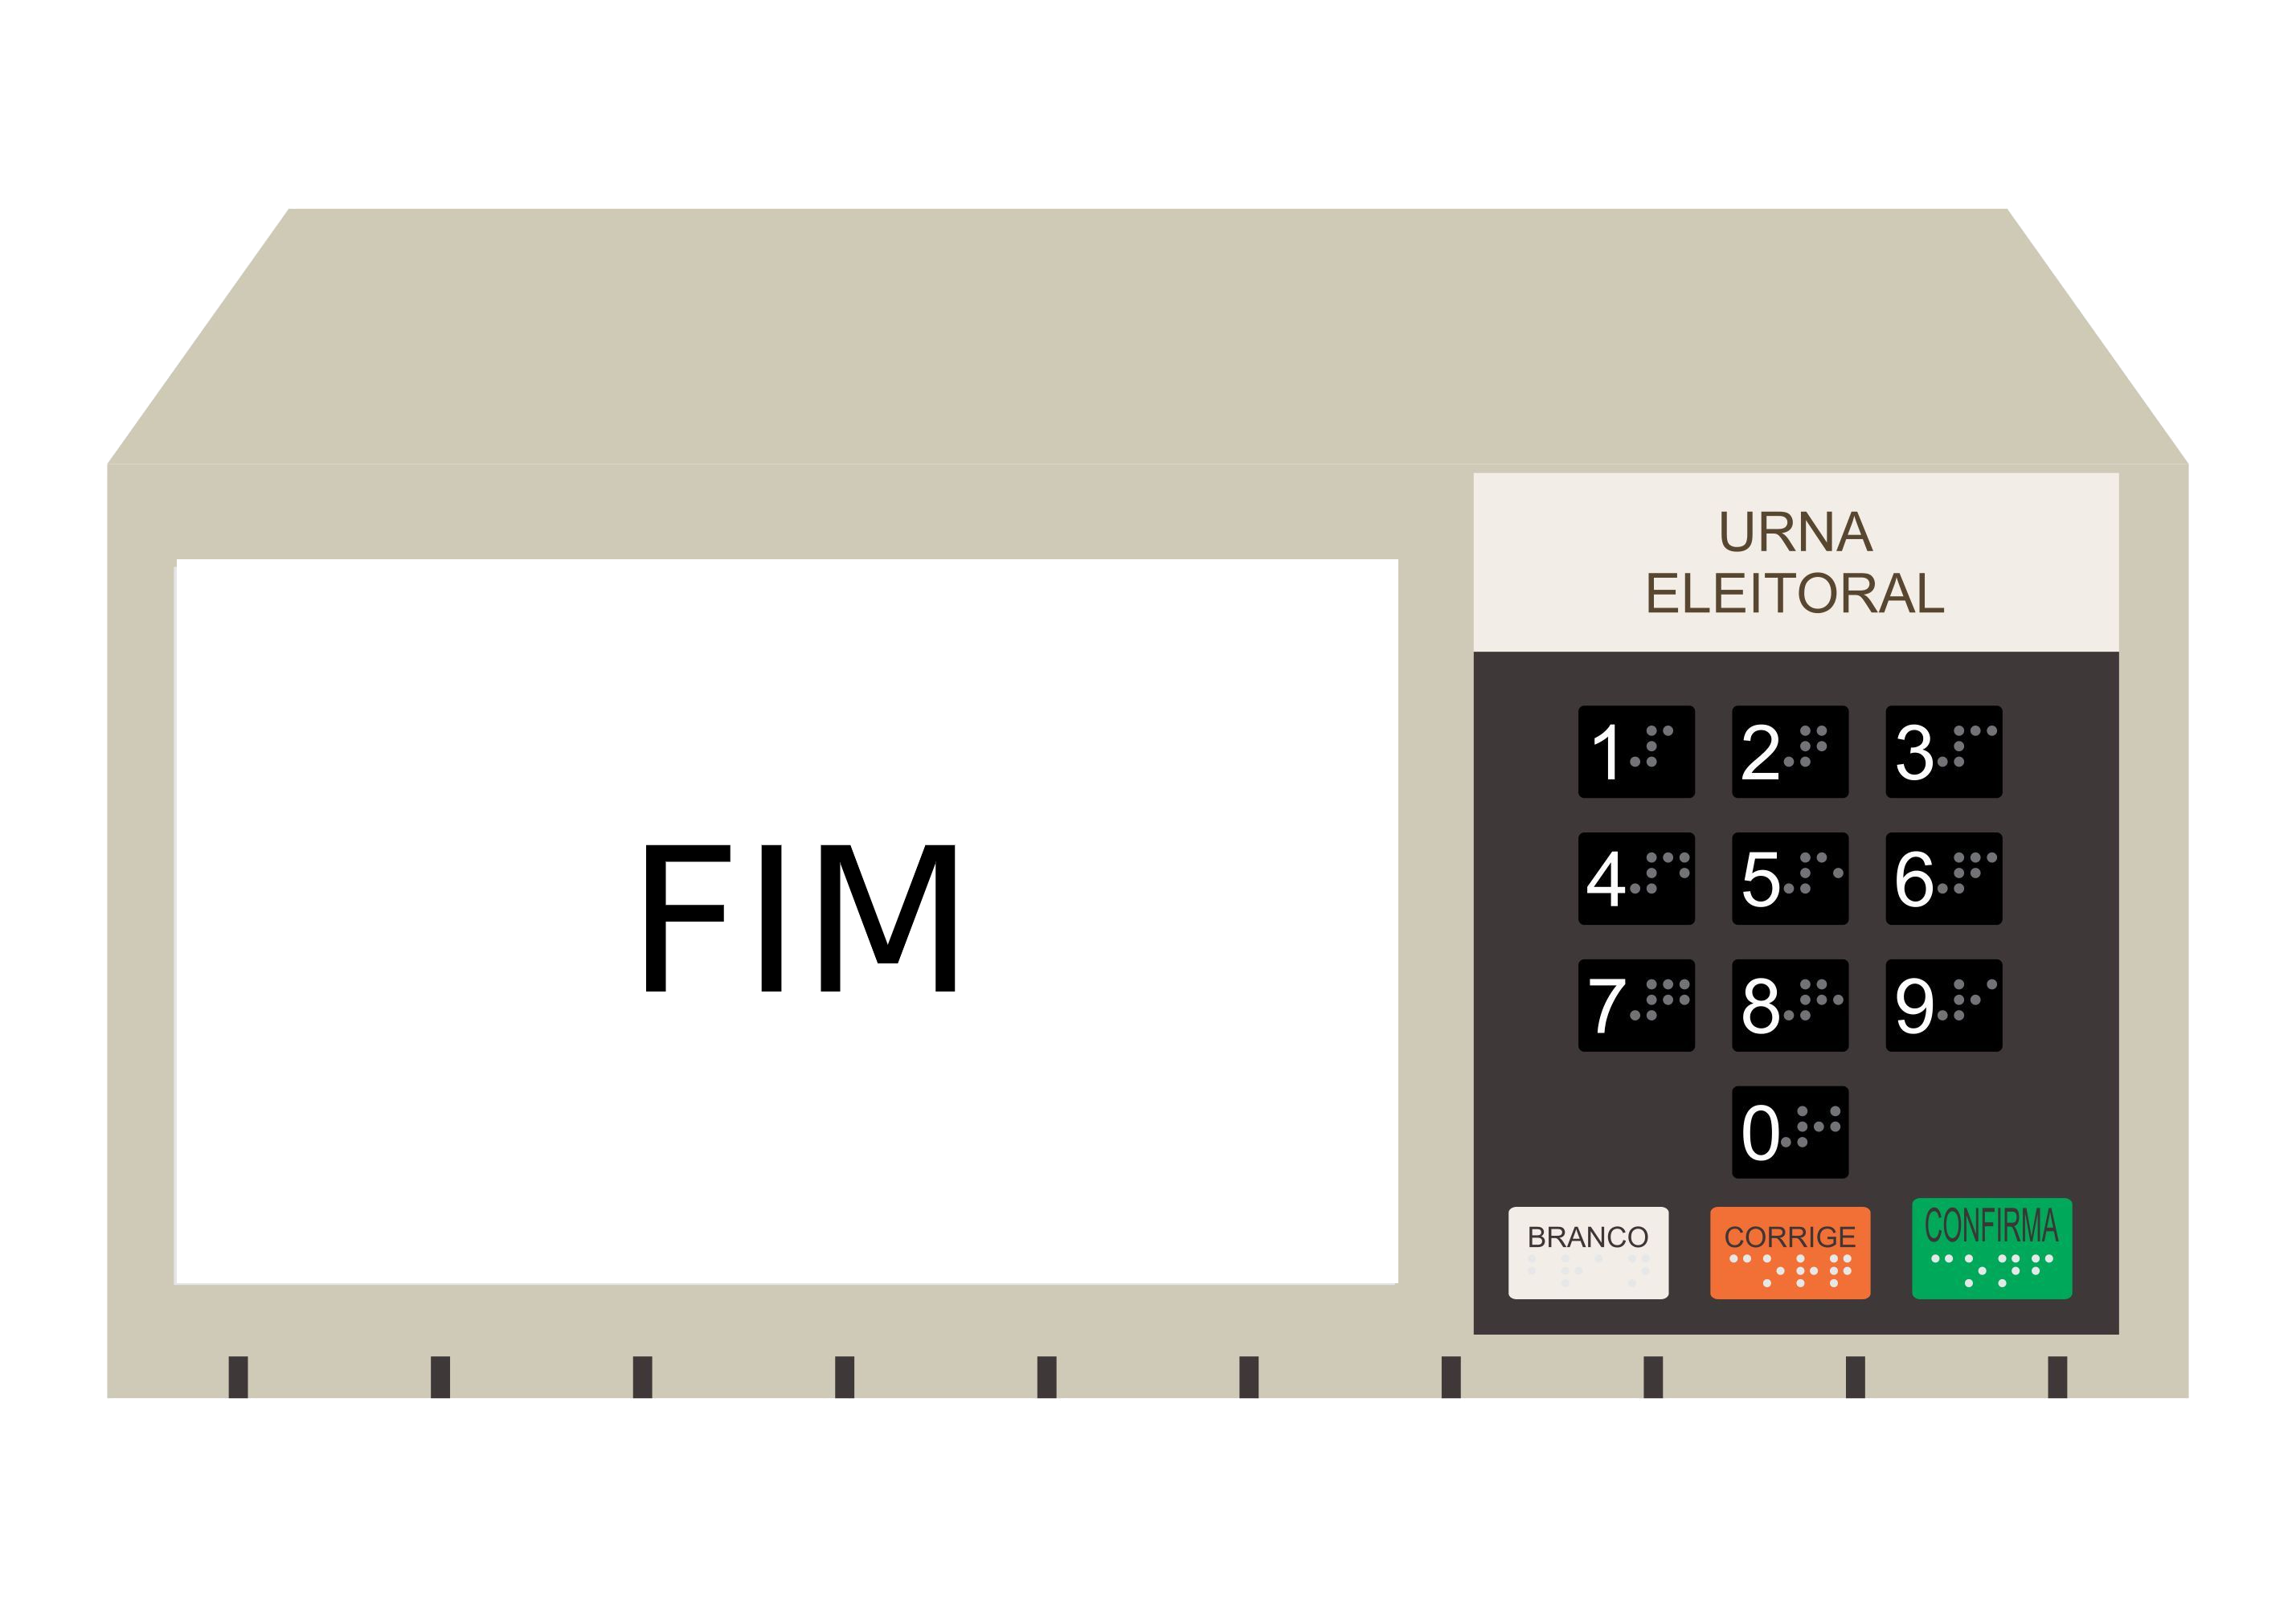 URNA
ELEITORAL
FIM
1 2 3
4 5 6
7 8 9
0
BRANCO CORRIGE CONFIRMA